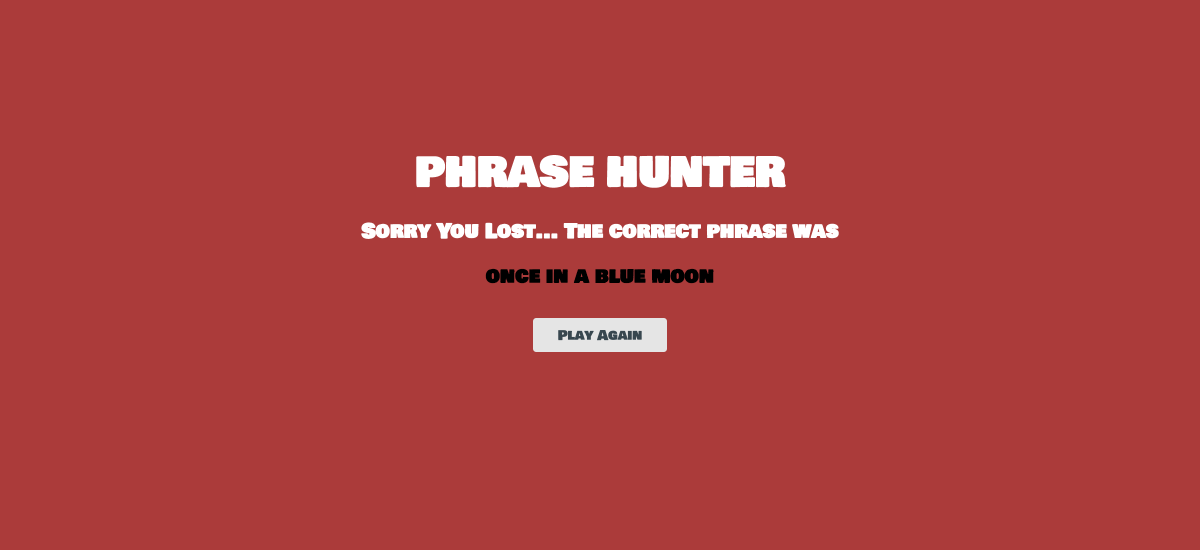 PHRASE HUNTER
Sorry You Lost... The correct phrase was
once in a blue moon
Play Again